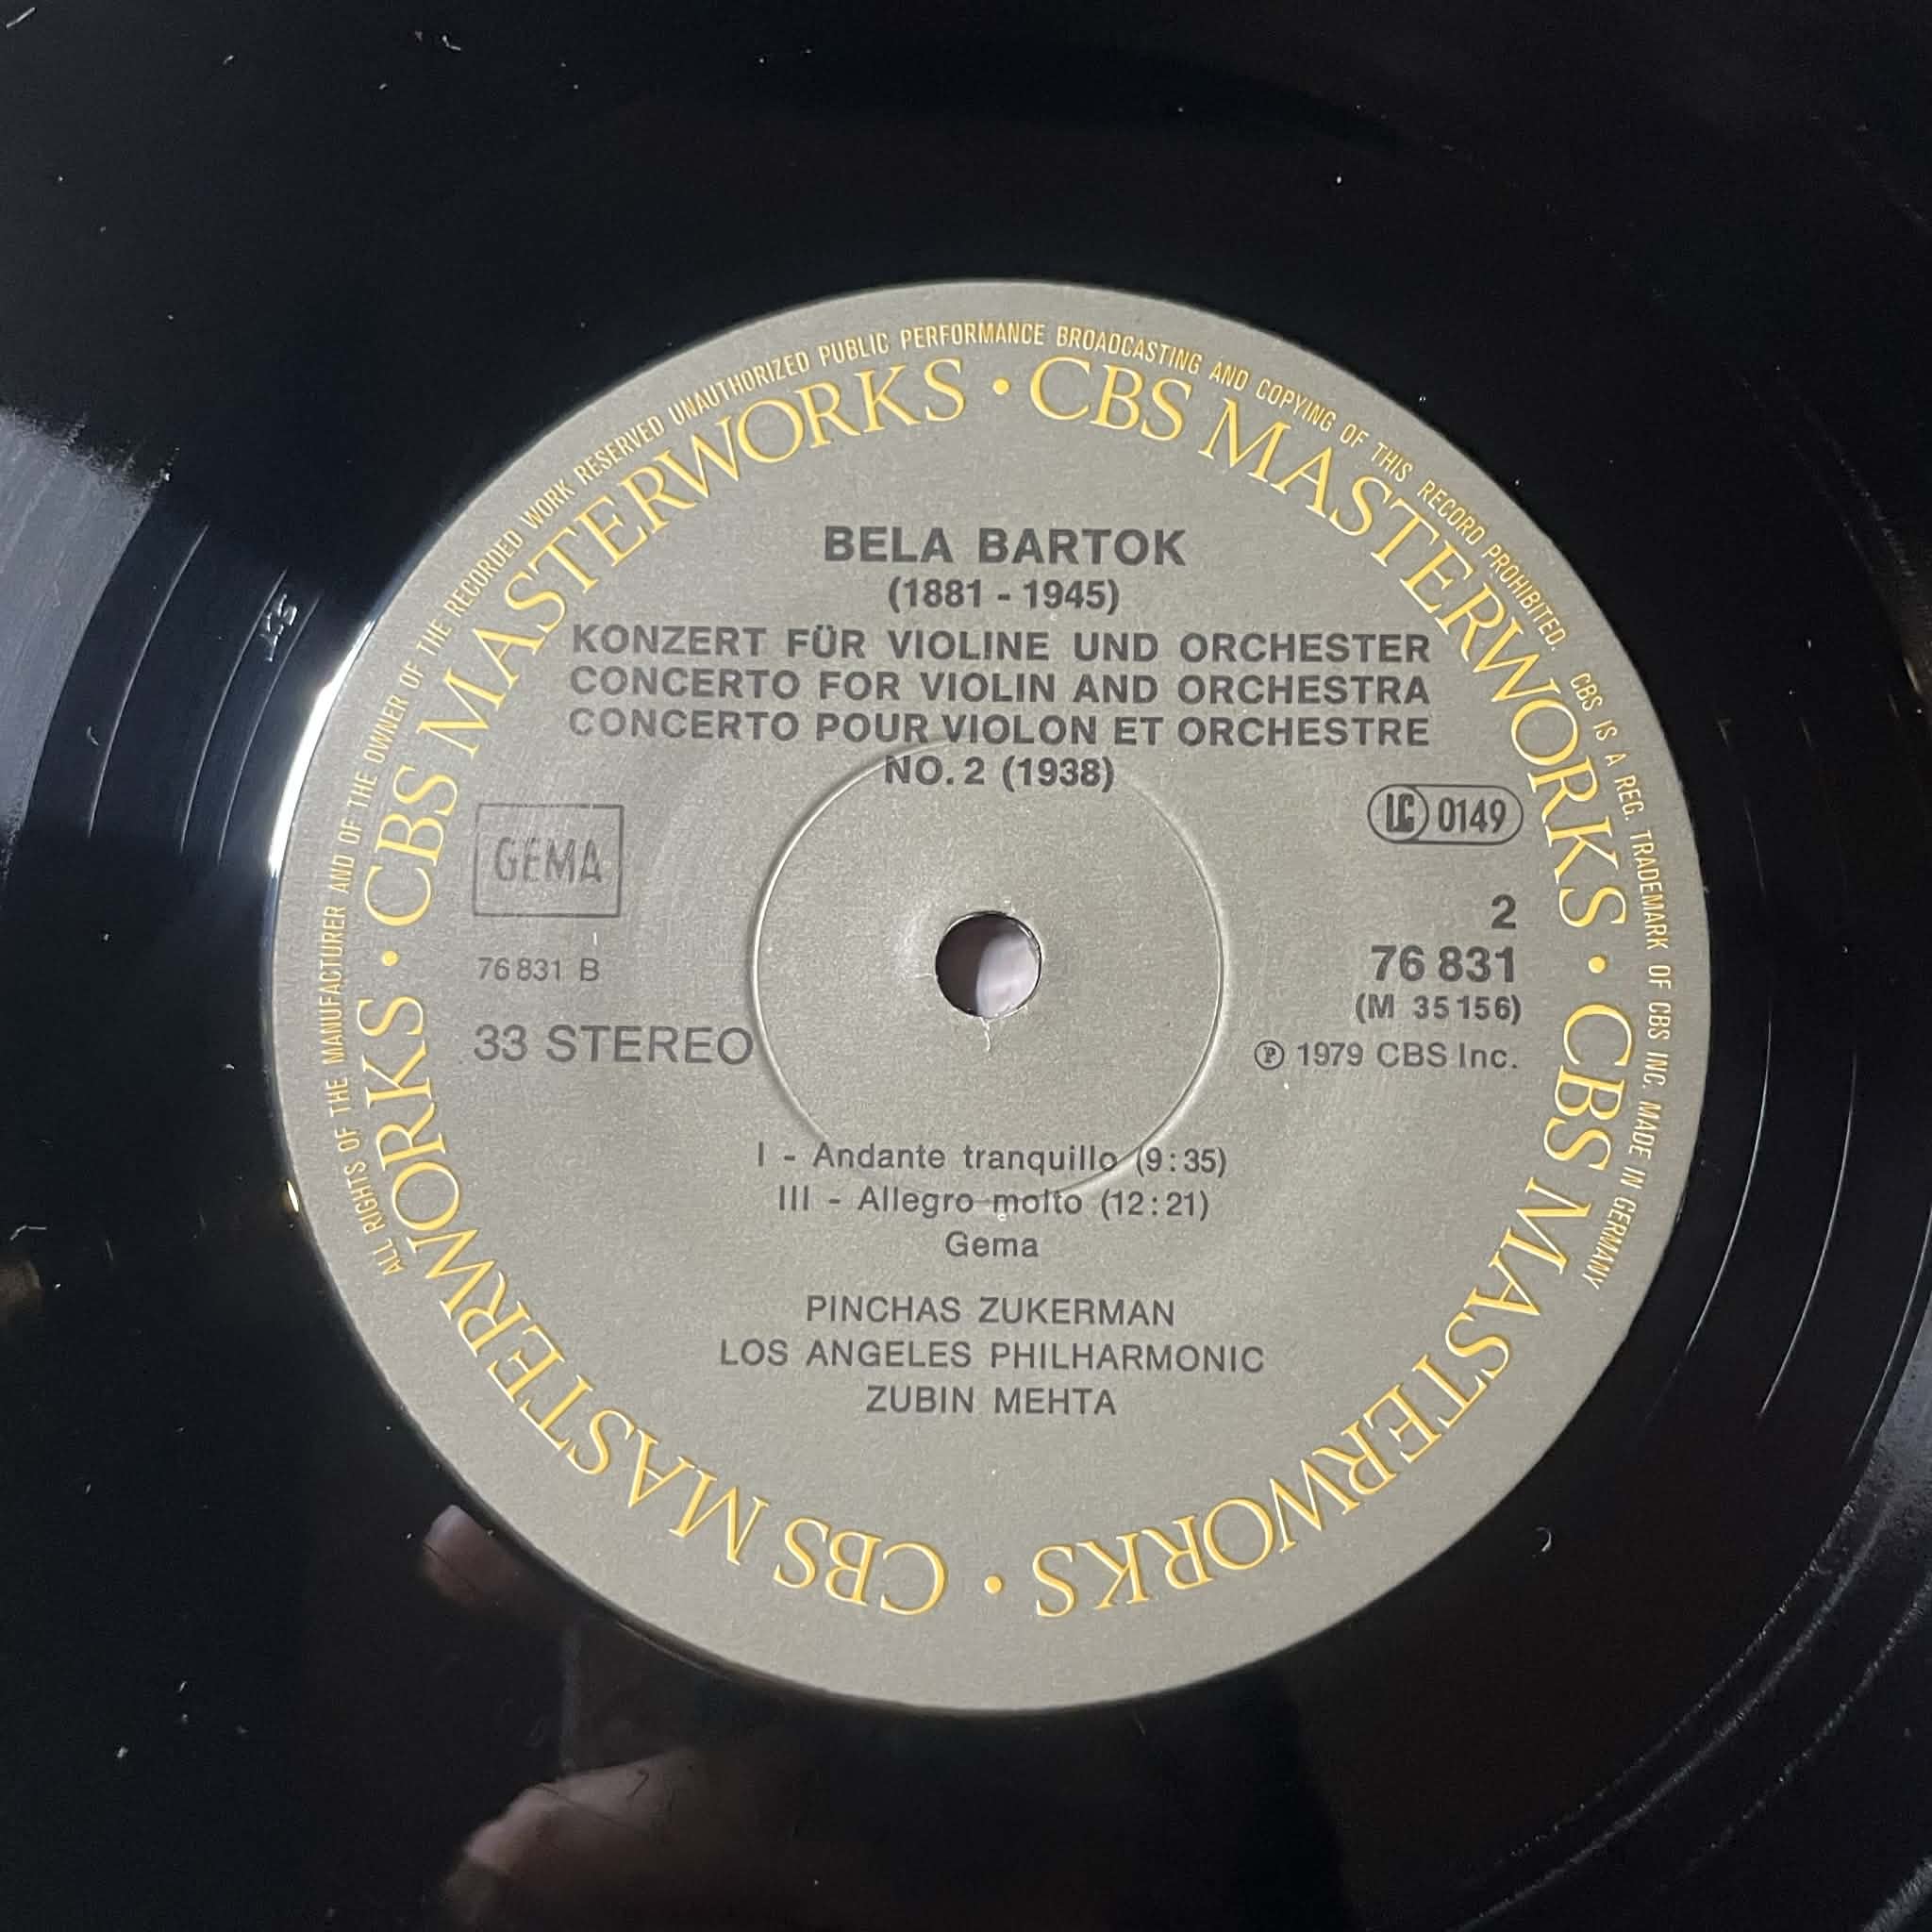 ALL RIGHTS OF THE MANUFACTURER AND OF THE OWNER OF THE RECORDED WORK RESERVED UNAUTHORIZED PUBLIC PERFORMANCE BROADCASTING AND COPYING OF THIS RECORD PROHIBITED. CBS IS A REG. TRADEMARK OF CBS INC. MADE IN GERMANY
CBS MASTERWORKS • CBS MASTERWORKS • CBS MASTERWORKS • CBS MASTERWORKS •
BELA BARTOK
(1881 - 1945)
KONZERT FÜR VIOLINE UND ORCHESTER
CONCERTO FOR VIOLIN AND ORCHESTRA
CONCERTO POUR VIOLON ET ORCHESTRE
NO. 2 (1938)
GEMA
LC 0149
2
76 831 B
76 831
(M 35 156)
33 STEREO
℗ 1979 CBS Inc.
I - Andante tranquillo (9:35)
III - Allegro molto (12:21)
Gema
PINCHAS ZUKERMAN
LOS ANGELES PHILHARMONIC
ZUBIN MEHTA